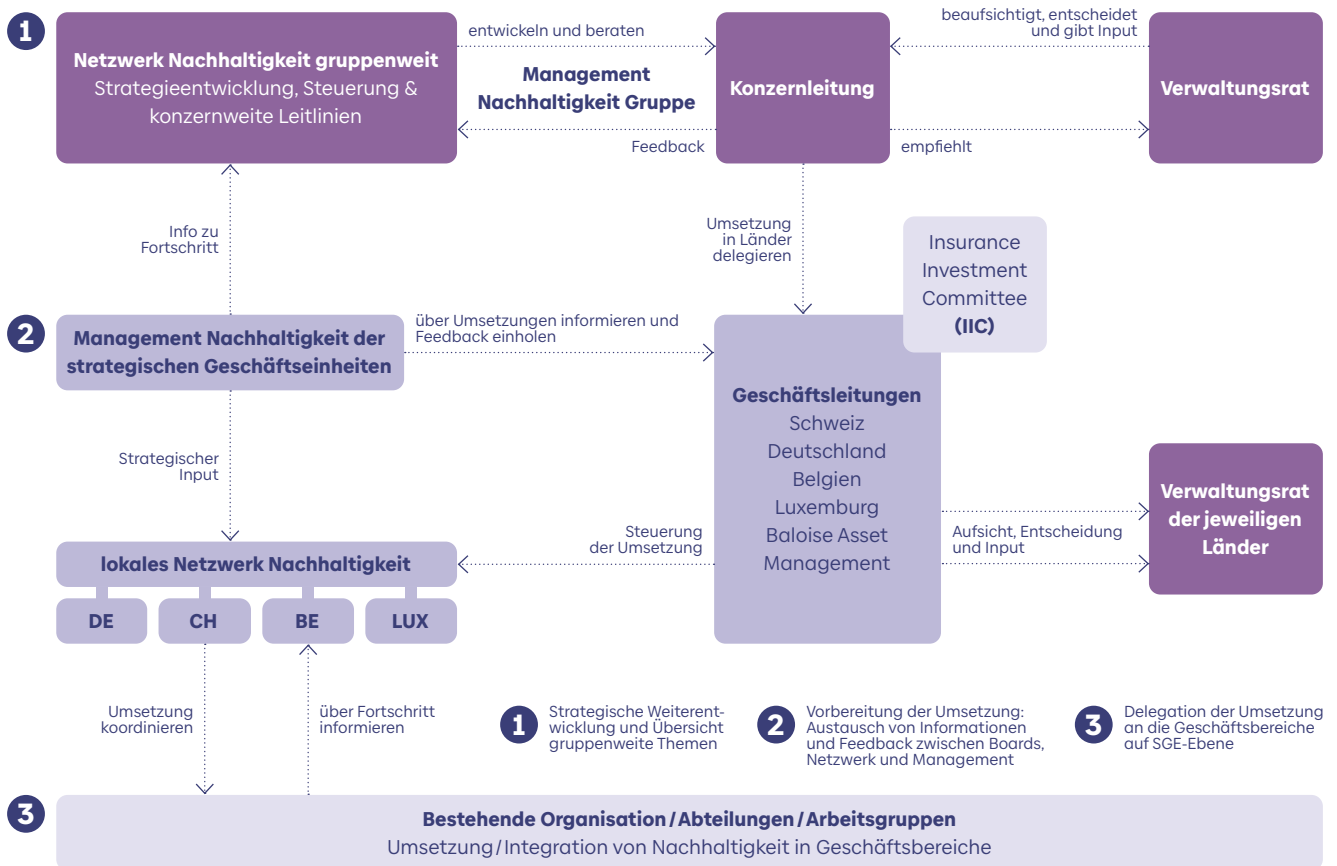 1
Netzwerk Nachhaltigkeit gruppenweit
Strategieentwicklung, Steuerung &
konzernweite Leitlinien
entwickeln und beraten
Management
Nachhaltigkeit Gruppe
Feedback
Konzernleitung
beaufsichtigt, entscheidet
und gibt Input
empfiehlt
Verwaltungsrat
Info zu
Fortschritt
Umsetzung
in Länder
delegieren
Insurance
Investment
Committee
(IIC)
2
Management Nachhaltigkeit der
strategischen Geschäftseinheiten
über Umsetzungen informieren und
Feedback einholen
Geschäftsleitungen
Schweiz
Deutschland
Belgien
Luxemburg
Baloise Asset
Management
Strategischer
Input
Steuerung
der Umsetzung
Aufsicht, Entscheidung
und Input
Verwaltungsrat
der jeweiligen
Länder
lokales Netzwerk Nachhaltigkeit
DE
CH
BE
LUX
Umsetzung
koordinieren
über Fortschritt
informieren
1
Strategische Weiterent-
wicklung und Übersicht
gruppenweite Themen
2
Vorbereitung der Umsetzung:
Austausch von Informationen
und Feedback zwischen Boards,
Netzwerk und Management
3
Delegation der Umsetzung
an die Geschäftsbereiche
auf SGE-Ebene
3
Bestehende Organisation / Abteilungen / Arbeitsgruppen
Umsetzung / Integration von Nachhaltigkeit in Geschäftsbereiche